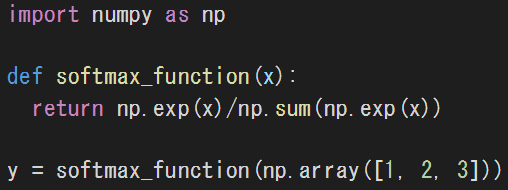 import numpy as np
def softmax_function(x):
  return np.exp(x)/np.sum(np.exp(x))
y = softmax_function(np.array([1, 2, 3]))